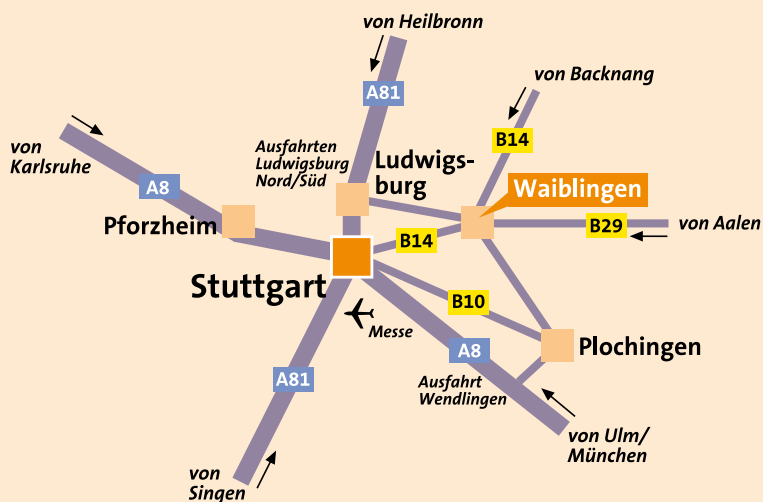 von Heilbronn
A81
von Backnang
B14
von
Karlsruhe
A8
Ausfahrten
Ludwigsburg
Nord/Süd
Ludwigs-
burg
Waiblingen
Pforzheim
B14
B29
von Aalen
Stuttgart
B10
Messe
A8
Plochingen
A81
Ausfahrt
Wendlingen
von Ulm/
München
von
Singen